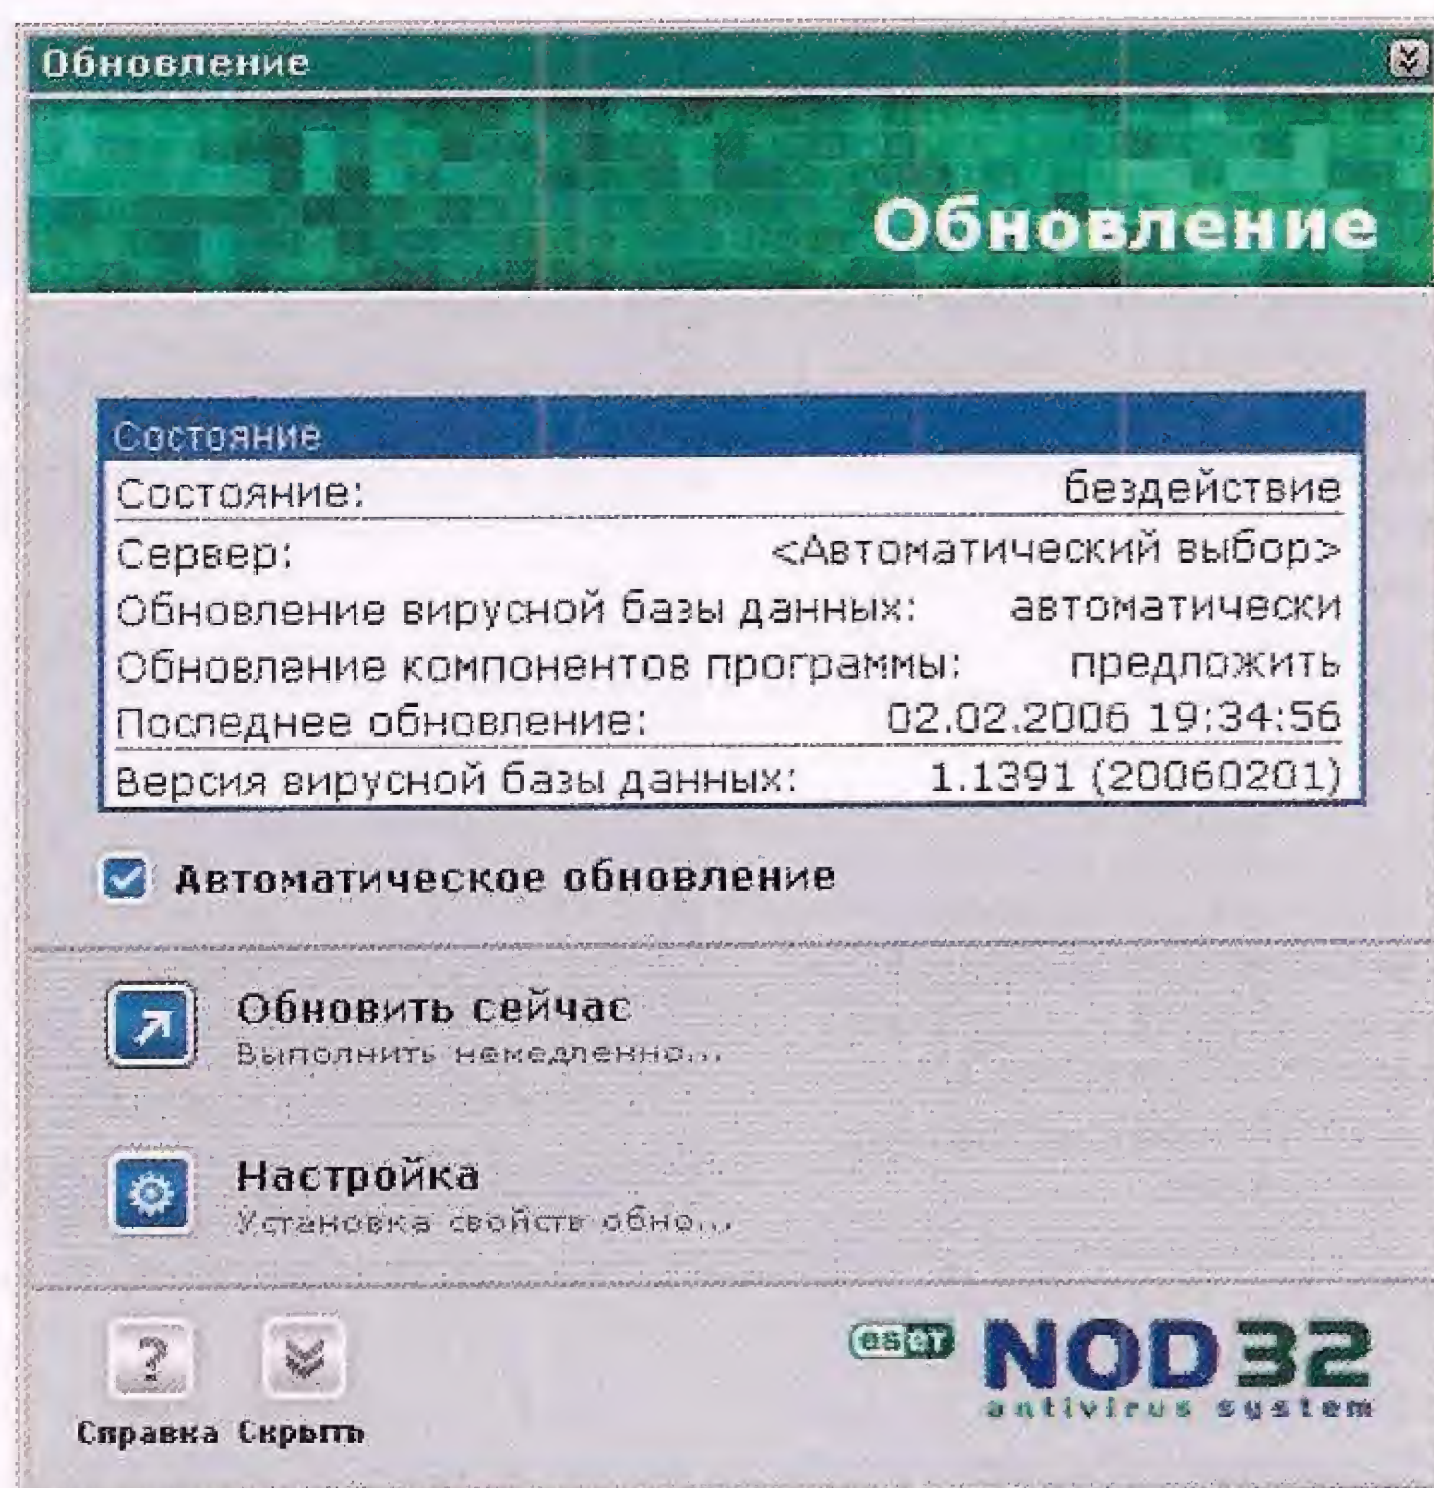 Обновление
Обновление
Состояние
Состояние: бездействие
Сервер: <Автоматический выбор>
Обновление вирусной базы данных: автоматически
Обновление компонентов программы: предложить
Последнее обновление: 02.02.2006 19:34:56
Версия вирусной базы данных: 1.1391 (20060201)
Автоматическое обновление
Обновить сейчас
Выполнить немедленно...
Настройка
Установка свойств обно...
?
eseT NOD32
antivirus system
Справка Скрыть